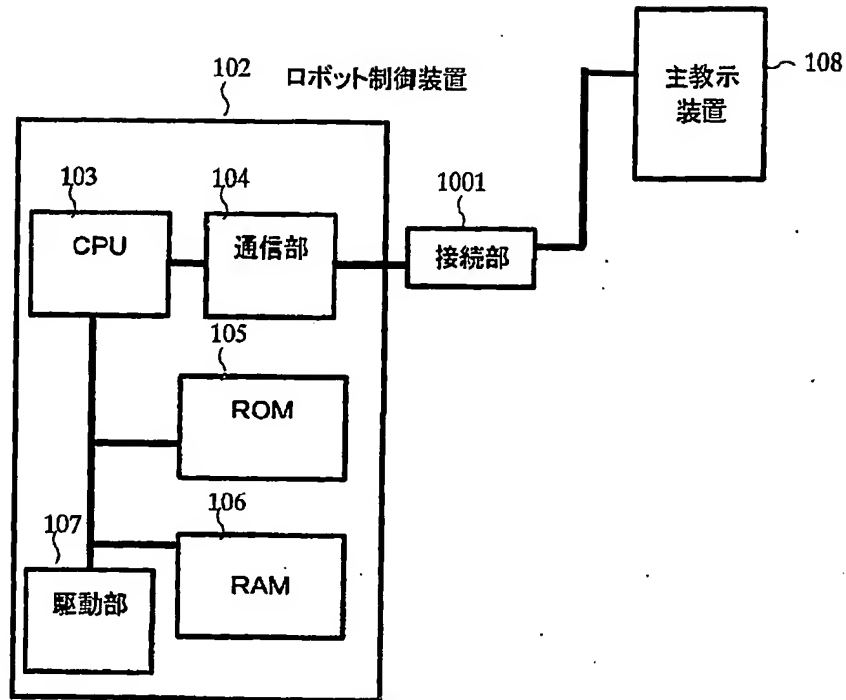 102
ロボット制御装置
主教示
装置
108
103
CPU
104
通信部
1001
接続部
105
ROM
106
RAM
107
駆動部